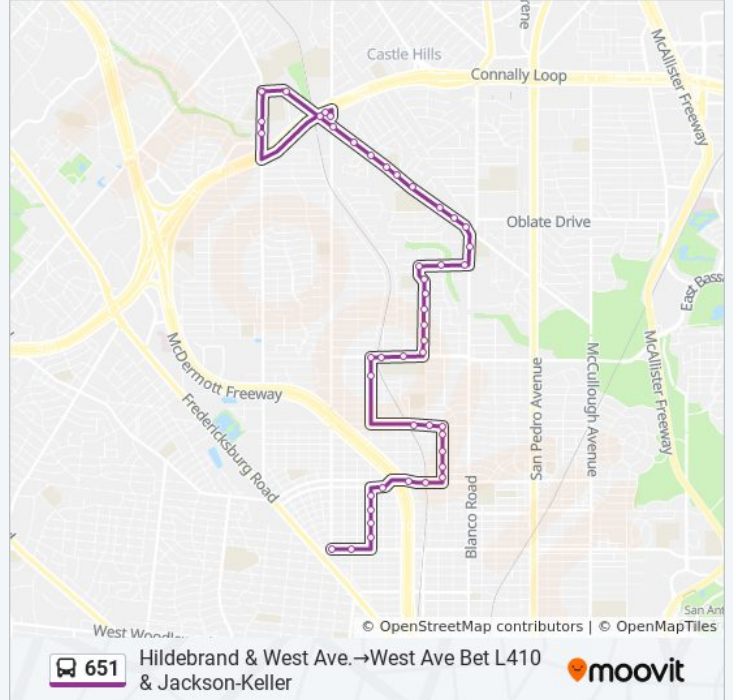 rene
McAllister Freeway
Castle Hills
Connally Loop
Oblate Drive
East Bass
McDermott Freeway
Fredericksburg Road
San Pedro Avenue
McCullough Avenue
McAllister Freeway
Blanco Road
San Ant
West Woodl
© OpenStreetMap contributors | © OpenMapTiles
651
Hildebrand & West Ave.→West Ave Bet L410
& Jackson-Keller
moovit